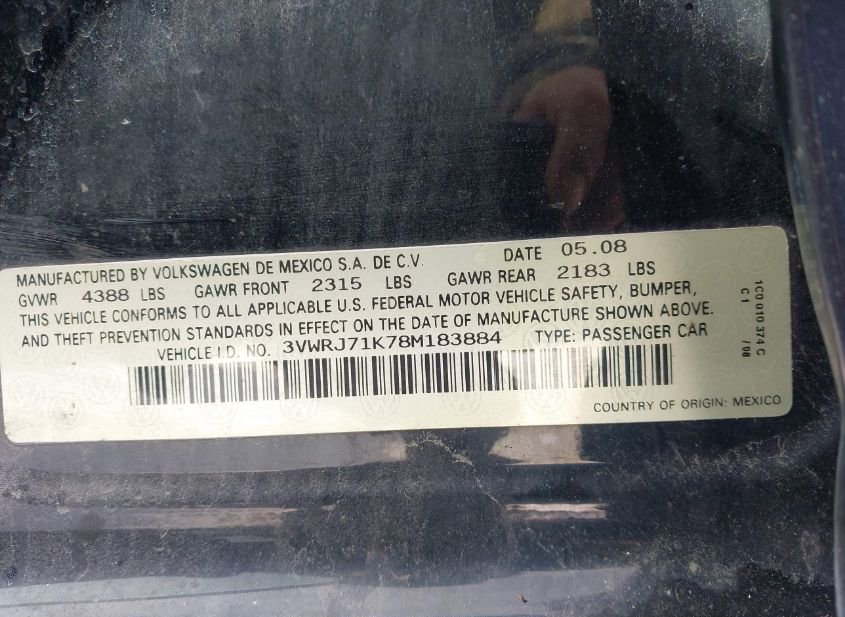 MANUFACTURED BY VOLKSWAGEN DE MEXICO S.A. DE C.V. DATE 05.08
GVWR 4388 LBS GAWR FRONT 2315 LBS GAWR REAR 2183 LBS
THIS VEHICLE CONFORMS TO ALL APPLICABLE U.S. FEDERAL MOTOR VEHICLE SAFETY, BUMPER,
AND THEFT PREVENTION STANDARDS IN EFFECT ON THE DATE OF MANUFACTURE SHOWN ABOVE.
VEHICLE I.D. NO. 3VWRJ71K78M183884 TYPE: PASSENGER CAR
COUNTRY OF ORIGIN: MEXICO
1C0 010 374 C
C1 /98